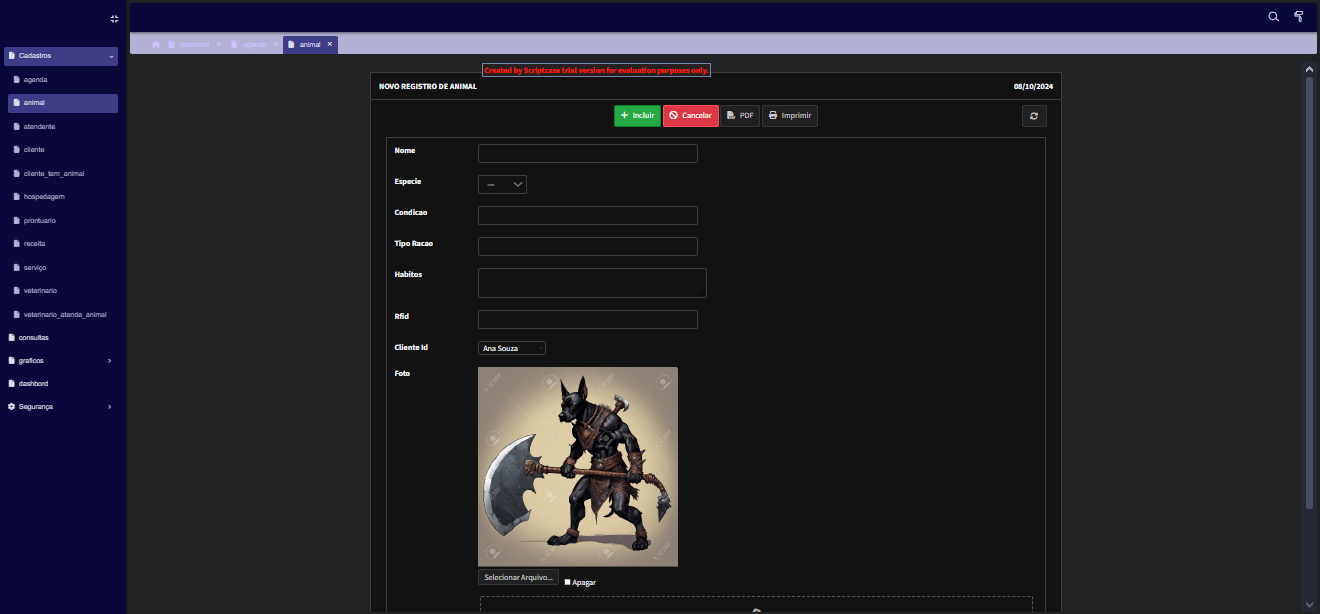 Cadastros
agenda
animal
atendente
cliente
cliente_tem_animal
hospedagem
prontuario
receita
serviço
veterinario
veterinario_atende_animal
consultas
graficos
dashbord
Segurança
dashbord × agenda × animal ×
Created by Scriptcase trial version for evaluation purposes only.
NOVO REGISTRO DE ANIMAL 08/10/2024
Incluir Cancelar PDF Imprimir
Nome
Especie ---
Condicao
Tipo Racao
Habitos
Rfid
Cliente Id Ana Souza
Foto
Selecionar Arquivo... Apagar